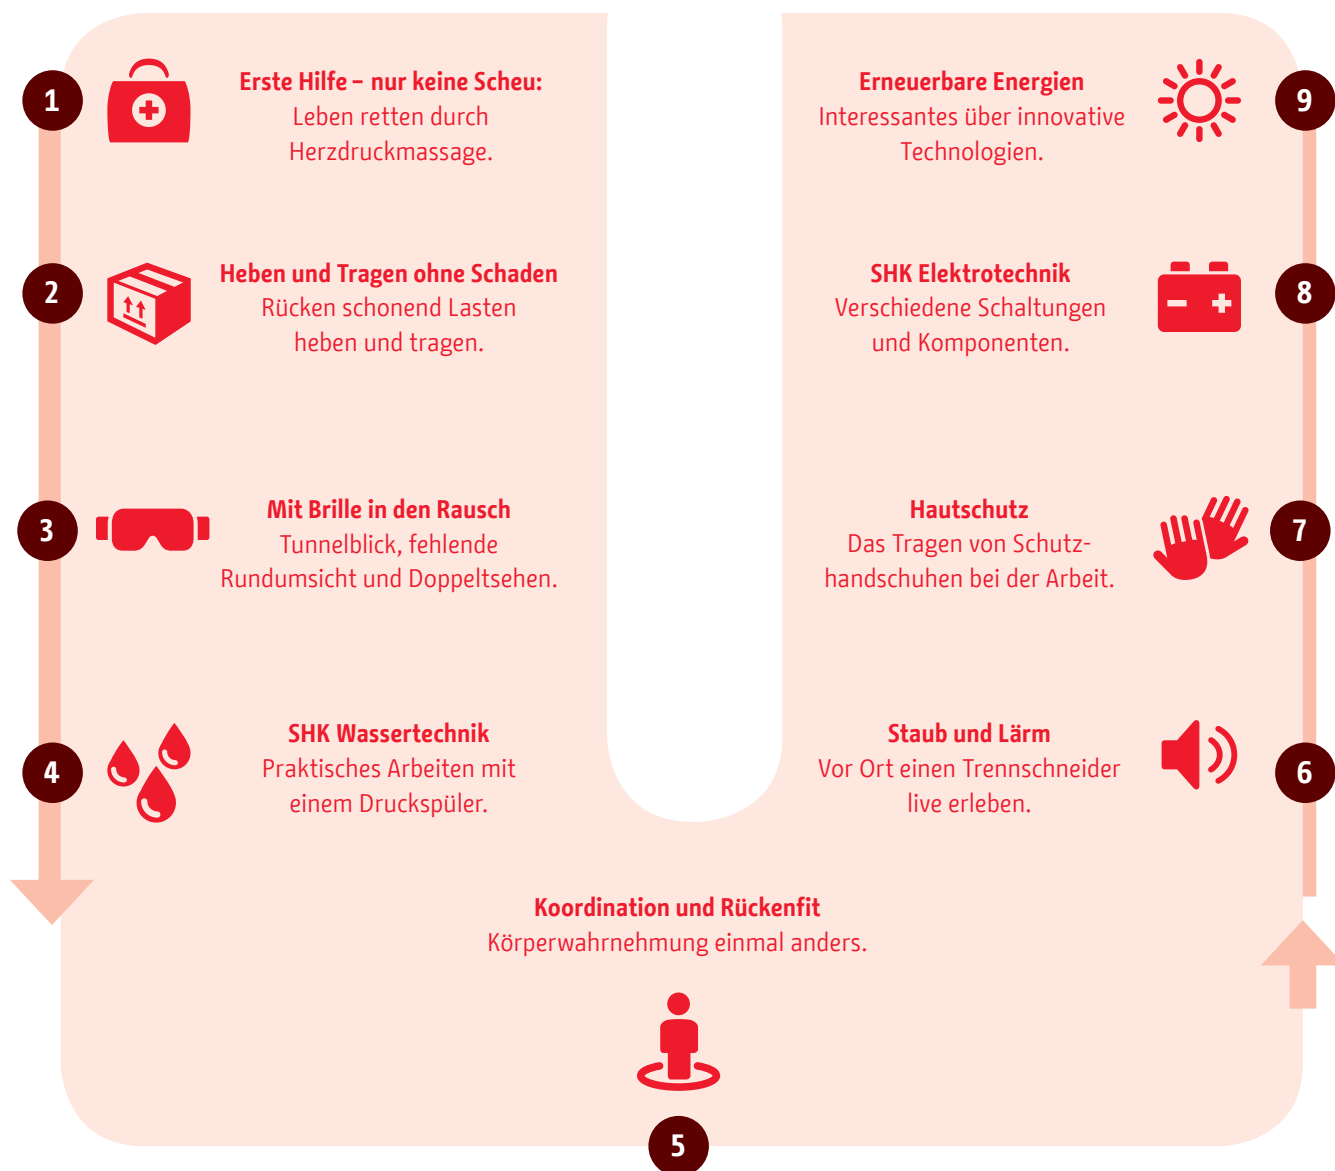 1
Erste Hilfe – nur keine Scheu:
Leben retten durch
Herzdruckmassage.
2
Heben und Tragen ohne Schaden
Rücken schonend Lasten
heben und tragen.
3
Mit Brille in den Rausch
Tunnelblick, fehlende
Rundumsicht und Doppeltsehen.
4
SHK Wassertechnik
Praktisches Arbeiten mit
einem Druckspüler.
Koordination und Rückenfit
Körperwahrnehmung einmal anders.
5
Staub und Lärm
Vor Ort einen Trennschneider
live erleben.
6
Hautschutz
Das Tragen von Schutz-
handschuhen bei der Arbeit.
7
SHK Elektrotechnik
Verschiedene Schaltungen
und Komponenten.
8
Erneuerbare Energien
Interessantes über innovative
Technologien.
9